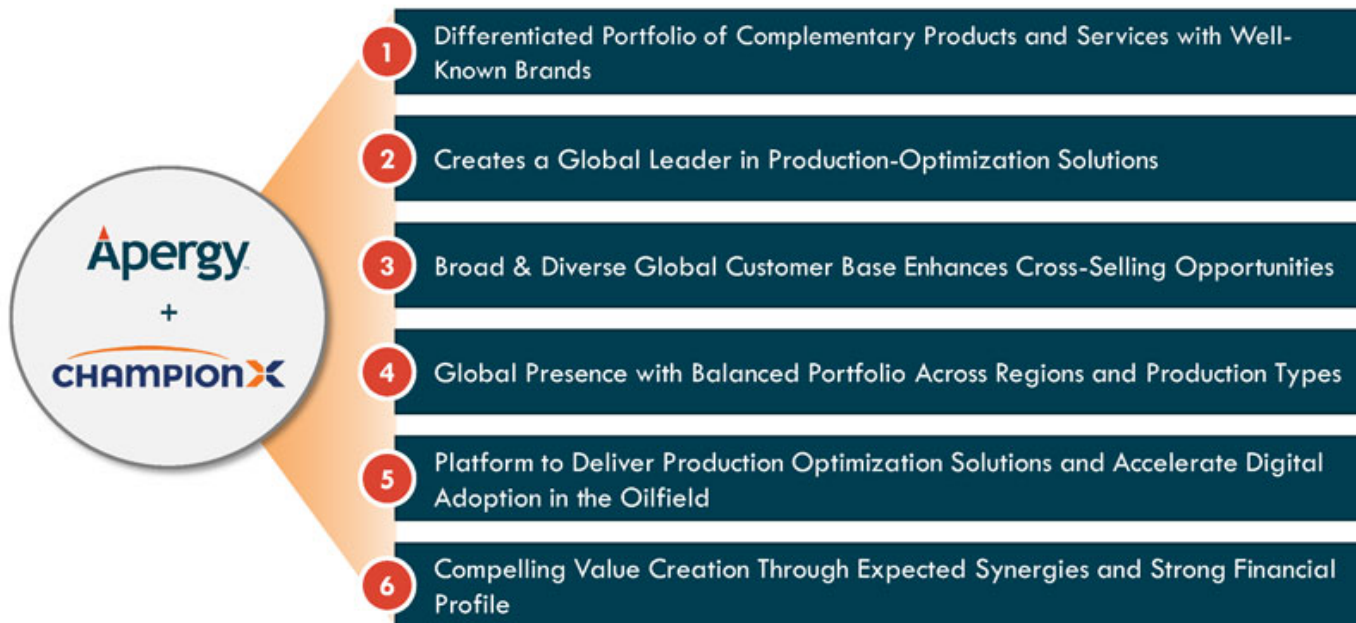 Apergy™
+
CHAMPIONX
1
Differentiated Portfolio of Complementary Products and Services with Well-
Known Brands
2
Creates a Global Leader in Production-Optimization Solutions
3
Broad & Diverse Global Customer Base Enhances Cross-Selling Opportunities
4
Global Presence with Balanced Portfolio Across Regions and Production Types
5
Platform to Deliver Production Optimization Solutions and Accelerate Digital
Adoption in the Oilfield
6
Compelling Value Creation Through Expected Synergies and Strong Financial
Profile